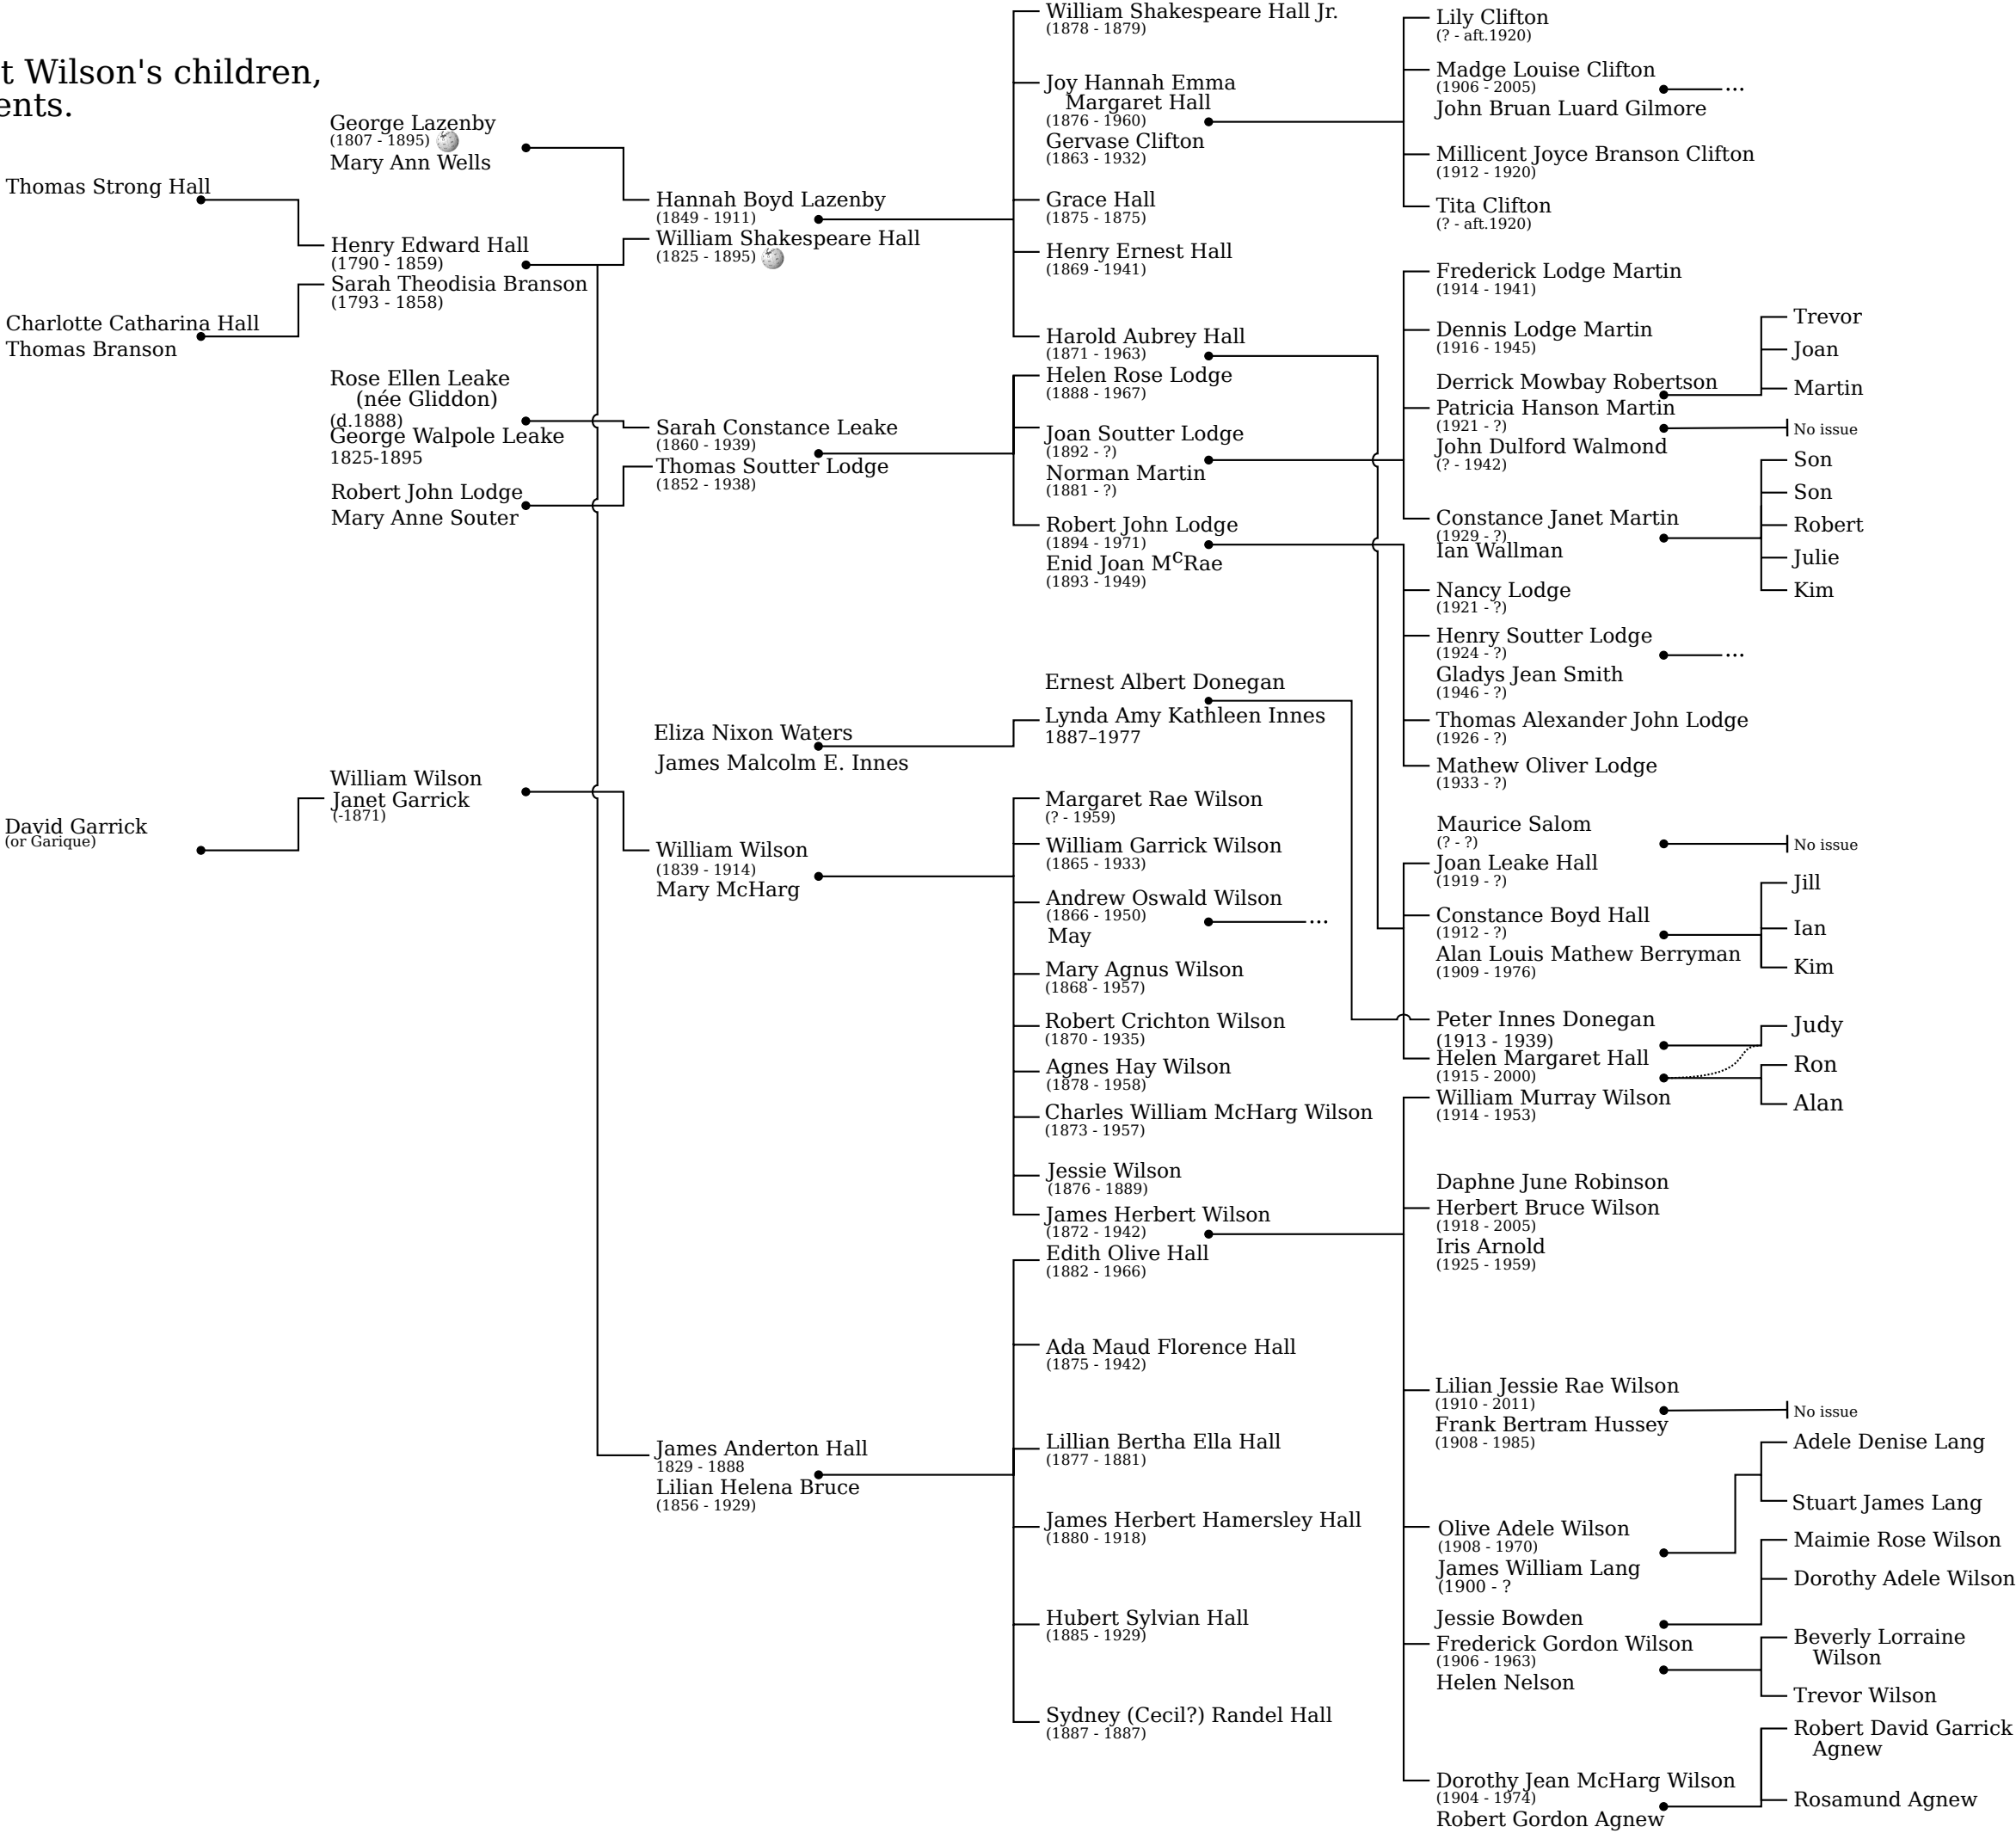 t Wilson's children,
ents.
Thomas Strong Hall
Charlotte Catharina Hall
Thomas Branson
David Garrick
(or Garique)
George Lazenby
(1807 - 1895)
Mary Ann Wells
Henry Edward Hall
(1790 - 1859)
Sarah Theodisia Branson
(1793 - 1858)
Rose Ellen Leake
(née Gliddon)
(d.1888)
George Walpole Leake
1825-1895
Robert John Lodge
Mary Anne Souter
William Wilson
Janet Garrick
(-1871)
Hannah Boyd Lazenby
(1849 - 1911)
William Shakespeare Hall
(1825 - 1895)
Sarah Constance Leake
(1860 - 1939)
Thomas Soutter Lodge
(1852 - 1938)
Eliza Nixon Waters
James Malcolm E. Innes
William Wilson
(1839 - 1914)
Mary McHarg
James Anderton Hall
1829 - 1888
Lilian Helena Bruce
(1856 - 1929)
William Shakespeare Hall Jr.
(1878 - 1879)
Joy Hannah Emma
Margaret Hall
(1876 - 1960)
Gervase Clifton
(1863 - 1932)
Grace Hall
(1875 - 1875)
Henry Ernest Hall
(1869 - 1941)
Harold Aubrey Hall
(1871 - 1963)
Helen Rose Lodge
(1888 - 1967)
Joan Soutter Lodge
(1892 - ?)
Norman Martin
(1881 - ?)
Robert John Lodge
(1894 - 1971)
Enid Joan McRae
(1893 - 1949)
Ernest Albert Donegan
Lynda Amy Kathleen Innes
1887–1977
Margaret Rae Wilson
(? - 1959)
William Garrick Wilson
(1865 - 1933)
Andrew Oswald Wilson
(1866 - 1950)
...
May
Mary Agnus Wilson
(1868 - 1957)
Robert Crichton Wilson
(1870 - 1935)
Agnes Hay Wilson
(1878 - 1958)
Charles William McHarg Wilson
(1873 - 1957)
Jessie Wilson
(1876 - 1889)
James Herbert Wilson
(1872 - 1942)
Edith Olive Hall
(1882 - 1966)
Ada Maud Florence Hall
(1875 - 1942)
Lillian Bertha Ella Hall
(1877 - 1881)
James Herbert Hamersley Hall
(1880 - 1918)
Hubert Sylvian Hall
(1885 - 1929)
Sydney (Cecil?) Randel Hall
(1887 - 1887)
Lily Clifton
(? - aft.1920)
Madge Louise Clifton
(1906 - 2005)
...
John Bruan Luard Gilmore
Millicent Joyce Branson Clifton
(1912 - 1920)
Tita Clifton
(? - aft.1920)
Frederick Lodge Martin
(1914 - 1941)
Dennis Lodge Martin
(1916 - 1945)
Derrick Mowbay Robertson
Patricia Hanson Martin
(1921 - ?)
John Dulford Walmond
(? - 1942)
Constance Janet Martin
(1929 - ?)
Ian Wallman
Nancy Lodge
(1921 - ?)
Henry Soutter Lodge
(1924 - ?)
...
Gladys Jean Smith
(1946 - ?)
Thomas Alexander John Lodge
(1926 - ?)
Mathew Oliver Lodge
(1933 - ?)
Maurice Salom
(? - ?)
Joan Leake Hall
(1919 - ?)
Constance Boyd Hall
(1912 - ?)
Alan Louis Mathew Berryman
(1909 - 1976)
Peter Innes Donegan
(1913 - 1939)
Helen Margaret Hall
(1915 - 2000)
William Murray Wilson
(1914 - 1953)
Daphne June Robinson
Herbert Bruce Wilson
(1918 - 2005)
Iris Arnold
(1925 - 1959)
Lilian Jessie Rae Wilson
(1910 - 2011)
Frank Bertram Hussey
(1908 - 1985)
Olive Adele Wilson
(1908 - 1970)
James William Lang
(1900 - ?
Jessie Bowden
Frederick Gordon Wilson
(1906 - 1963)
Helen Nelson
Dorothy Jean McHarg Wilson
(1904 - 1974)
Robert Gordon Agnew
Trevor
Joan
Martin
No issue
Son
Son
Robert
Julie
Kim
No issue
Jill
Ian
Kim
Judy
Ron
Alan
No issue
Adele Denise Lang
Stuart James Lang
Maimie Rose Wilson
Dorothy Adele Wilson
Beverly Lorraine
Wilson
Trevor Wilson
Robert David Garrick
Agnew
Rosamund Agnew